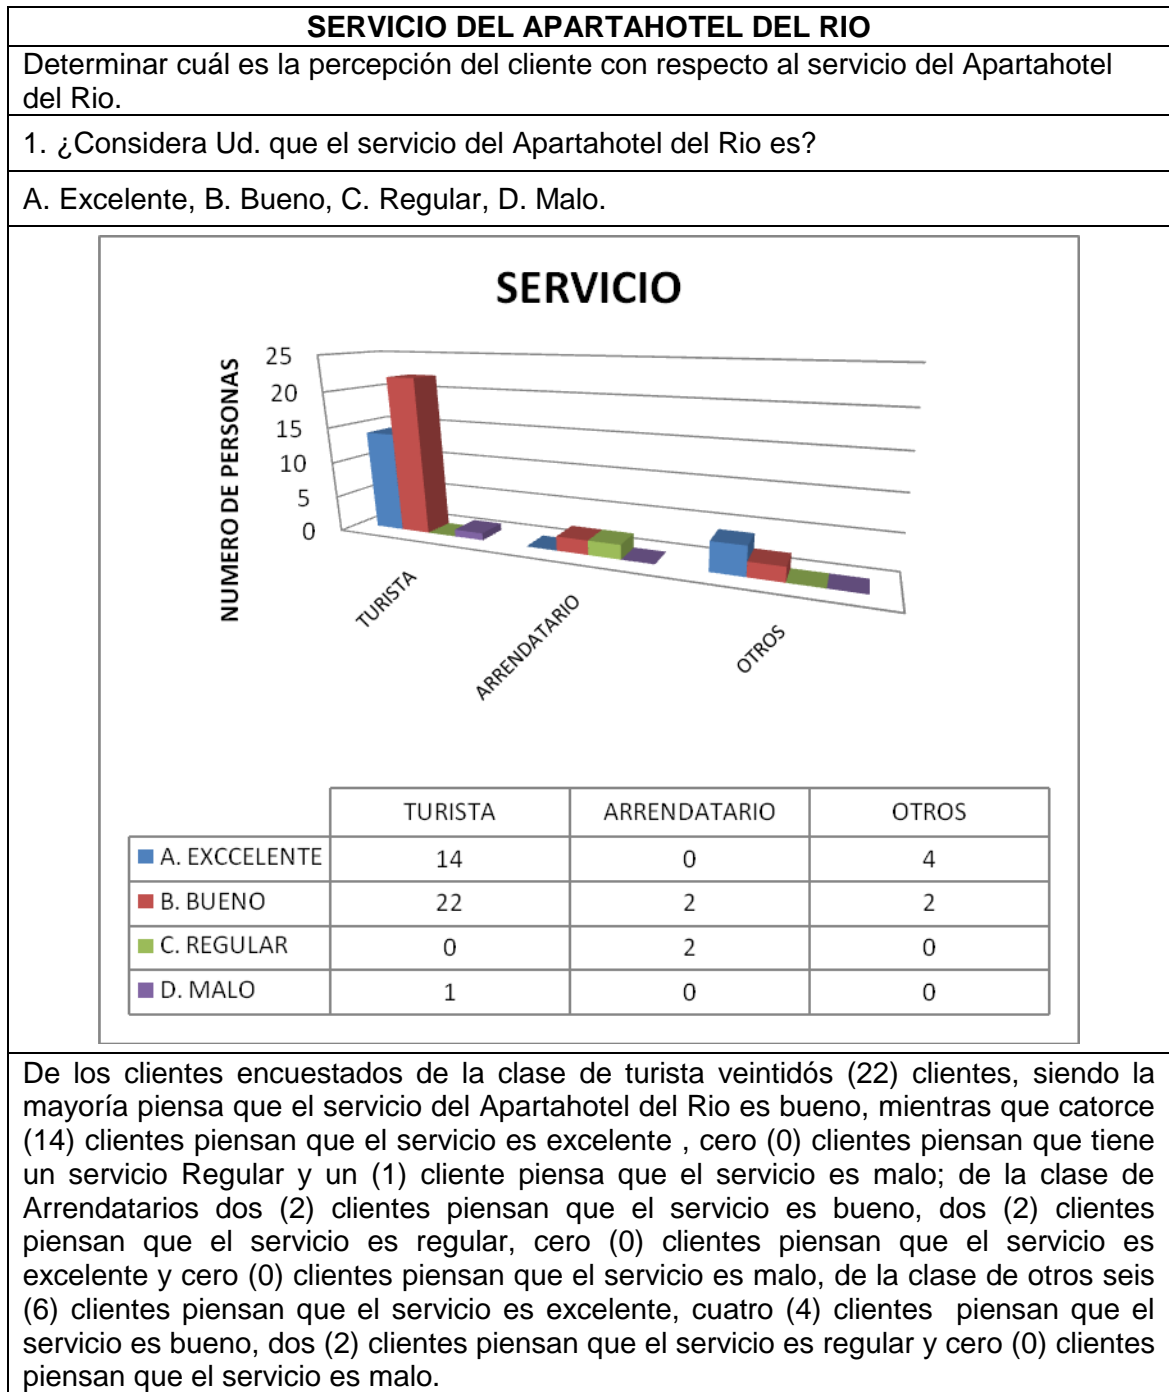 SERVICIO DEL APARTAHOTEL DEL RIO
Determinar cuál es la percepción del cliente con respecto al servicio del Apartahotel
del Rio.
1. ¿Considera Ud. que el servicio del Apartahotel del Rio es?
A. Excelente, B. Bueno, C. Regular, D. Malo.
SERVICIO
NUMERO DE PERSONAS
25
20
15
10
5
0
TURISTA
ARRENDATARIO
OTROS
TURISTA ARRENDATARIO OTROS
A. EXCCELENTE 14 0 4
B. BUENO 22 2 2
C. REGULAR 0 2 0
D. MALO 1 0 0
De los clientes encuestados de la clase de turista veintidós (22) clientes, siendo la
mayoría piensa que el servicio del Apartahotel del Rio es bueno, mientras que catorce
(14) clientes piensan que el servicio es excelente , cero (0) clientes piensan que tiene
un servicio Regular y un (1) cliente piensa que el servicio es malo; de la clase de
Arrendatarios dos (2) clientes piensan que el servicio es bueno, dos (2) clientes
piensan que el servicio es regular, cero (0) clientes piensan que el servicio es
excelente y cero (0) clientes piensan que el servicio es malo, de la clase de otros seis
(6) clientes piensan que el servicio es excelente, cuatro (4) clientes piensan que el
servicio es bueno, dos (2) clientes piensan que el servicio es regular y cero (0) clientes
piensan que el servicio es malo.